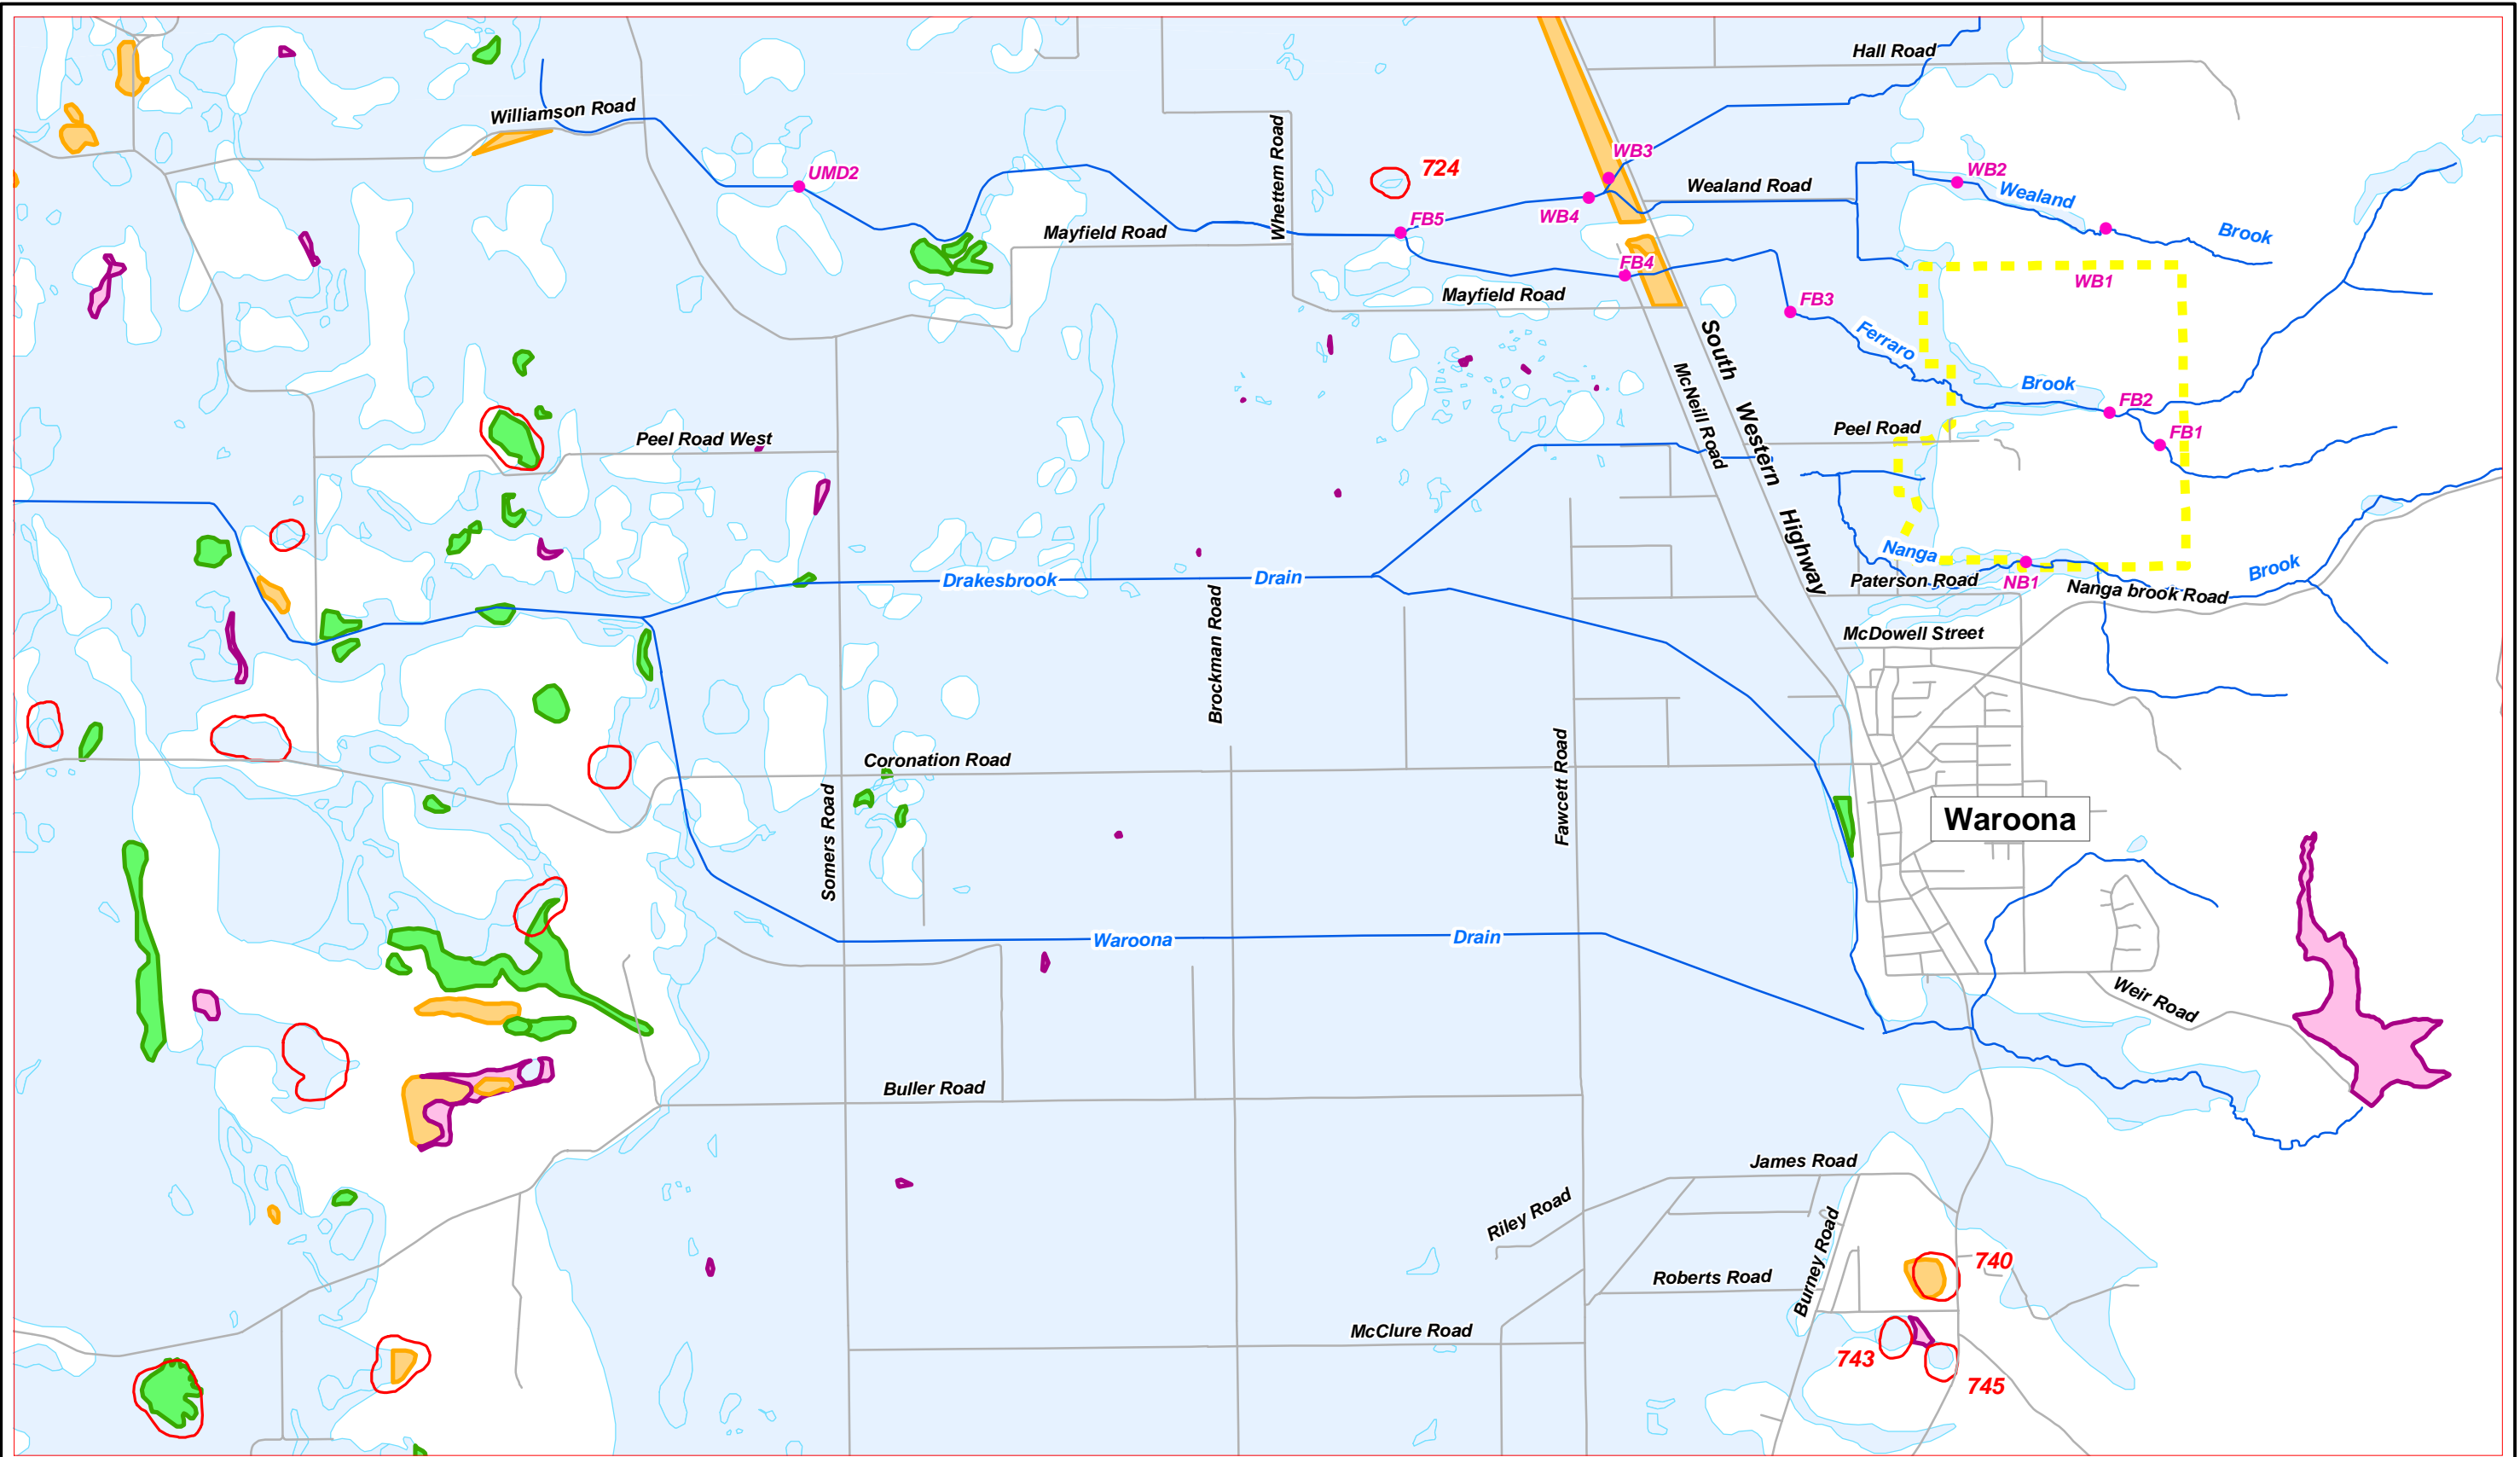 Hall Road
Williamson Road
Whettem Road
724
WB3
UMD2
WB2
Wealand Road
Wealand
Brook
WB4
FB5
Mayfield Road
FB4
WB1
Mayfield Road
FB3
South Western Highway
Ferraro
Brook
McNeill Road
FB2
FB1
Peel Road West
Peel Road
Nanga
Brook
Drakesbrook
Drain
Paterson Road
NB1
Nanga brook Road
Brockman Road
McDowell Street
Coronation Road
Fawcett Road
Somers Road
Waroona
Waroona
Drain
Weir Road
Buller Road
James Road
Riley Road
Burney Road
Roberts Road
740
McClure Road
743
745